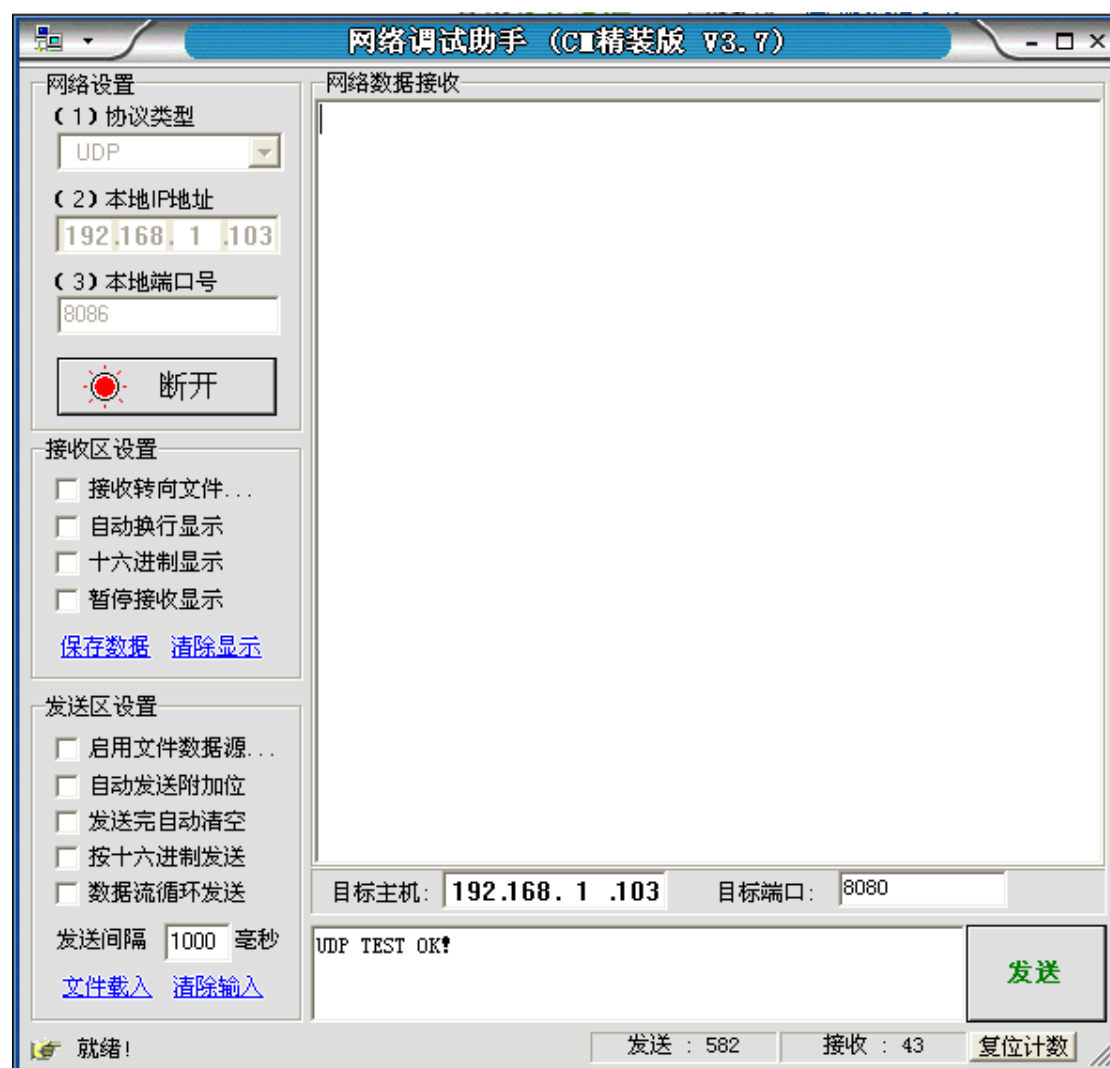 网络调试助手 (CⅢ精装版 V3.7)
网络设置
(1)协议类型
UDP
(2)本地IP地址
192.168. 1 .103
(3)本地端口号
8086
断开
接收区设置
接收转向文件...
自动换行显示
十六进制显示
暂停接收显示
保存数据 清除显示
发送区设置
启用文件数据源...
自动发送附加位
发送完自动清空
按十六进制发送
数据流循环发送
发送间隔 1000 毫秒
文件载入 清除输入
网络数据接收
目标主机: 192.168. 1 .103 目标端口: 8080
UDP TEST OK!
发送
就绪! 发送 : 582 接收 : 43 复位计数